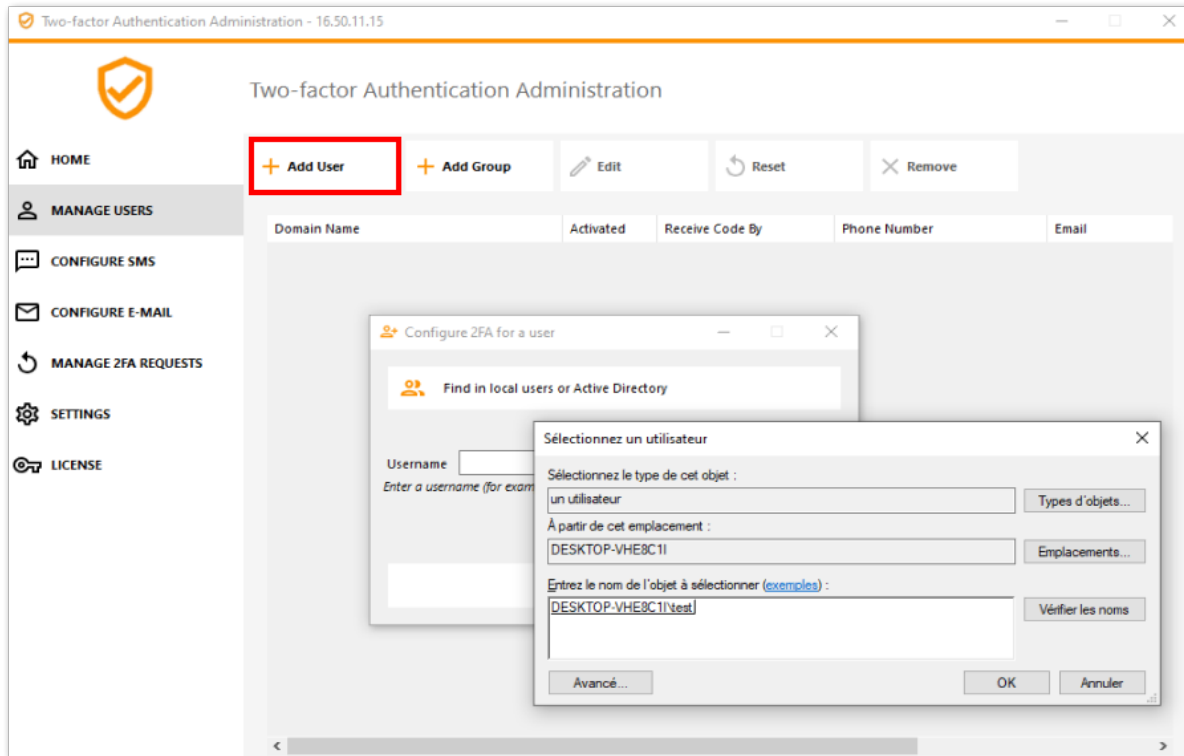 Two-factor Authentication Administration - 16.50.11.15
Two-factor Authentication Administration
HOME
MANAGE USERS
CONFIGURE SMS
CONFIGURE E-MAIL
MANAGE 2FA REQUESTS
SETTINGS
LICENSE
+ Add User
+ Add Group
Edit
Reset
Remove
Domain Name Activated Receive Code By Phone Number Email
Configure 2FA for a user
Find in local users or Active Directory
Username
Enter a username (for exam
Sélectionnez un utilisateur
Sélectionnez le type de cet objet :
un utilisateur
Types d'objets...
À partir de cet emplacement :
DESKTOP-VHE8C1I
Emplacements...
Entrez le nom de l'objet à sélectionner (exemples) :
DESKTOP-VHE8C1I\test
Vérifier les noms
Avancé...
OK
Annuler